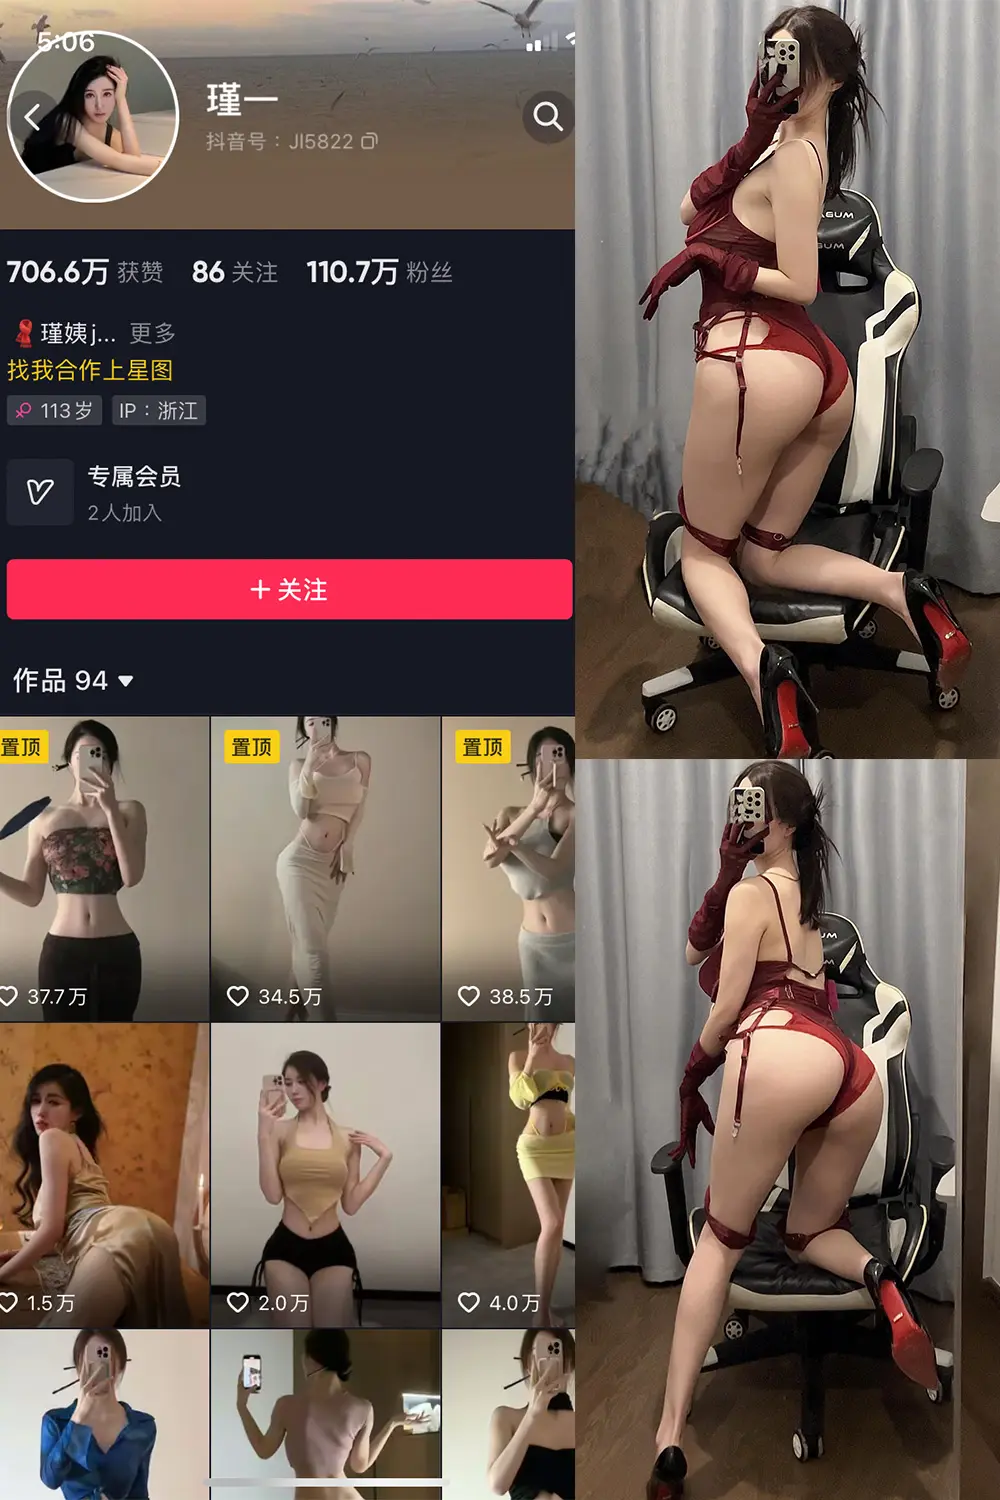 5:06
瑾一
抖音号：JI5822
706.6万 获赞 86 关注 110.7万 粉丝
瑾姨j... 更多
找我合作上星图
113岁 IP：浙江
专属会员
2人加入
＋关注
作品 94
置顶 置顶 置顶
37.7万 34.5万 38.5万
1.5万 2.0万 4.0万